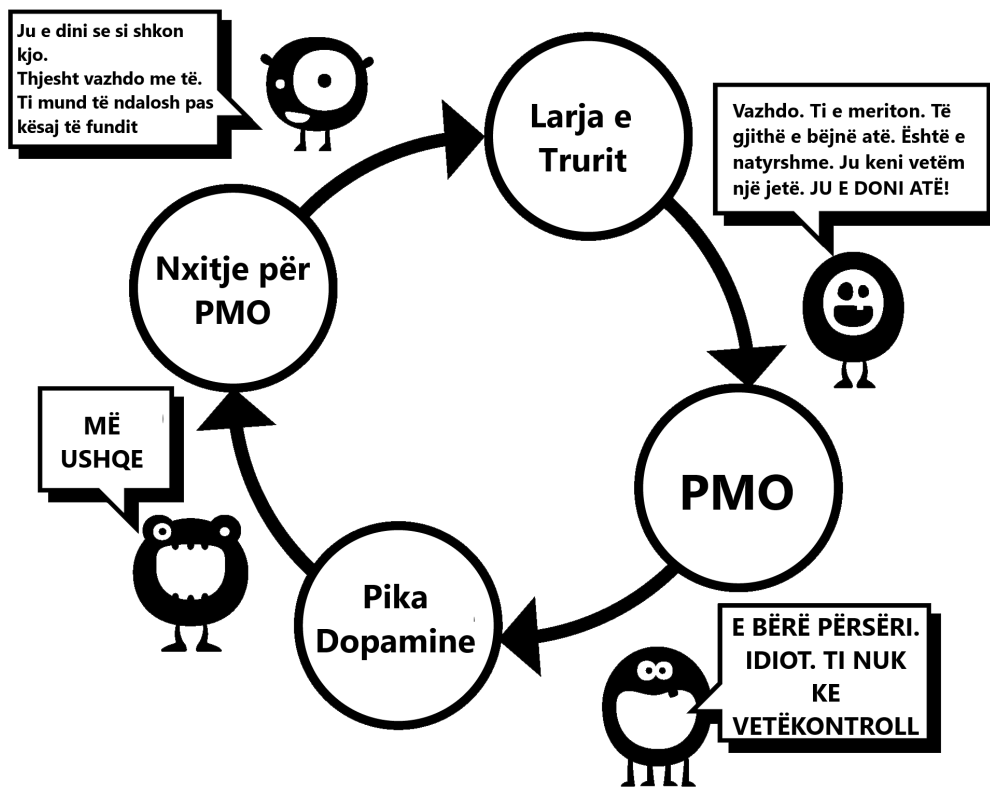 Ju e dini se si shkon
kjo.
Thjesht vazhdo me të.
Ti mund të ndalosh pas
kësaj të fundit
Larja e
Trurit
Vazhdo. Ti e meriton. Të
gjithë e bëjnë atë. Është e
natyrshme. Ju keni vetëm
një jetë. JU E DONI ATË!
Nxitje për
PMO
MË
USHQE
PMO
Pika
Dopamine
E BËRË PËRSËRI.
IDIOT. TI NUK
KE
VETËKONTROLL